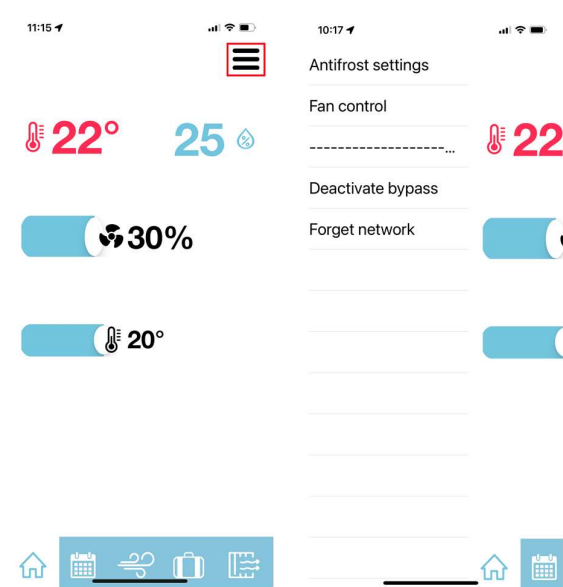 11:15
22°
25
%
30%
20°
10:17
Antifrost settings
Fan control
-------------------...
Deactivate bypass
Forget network
22